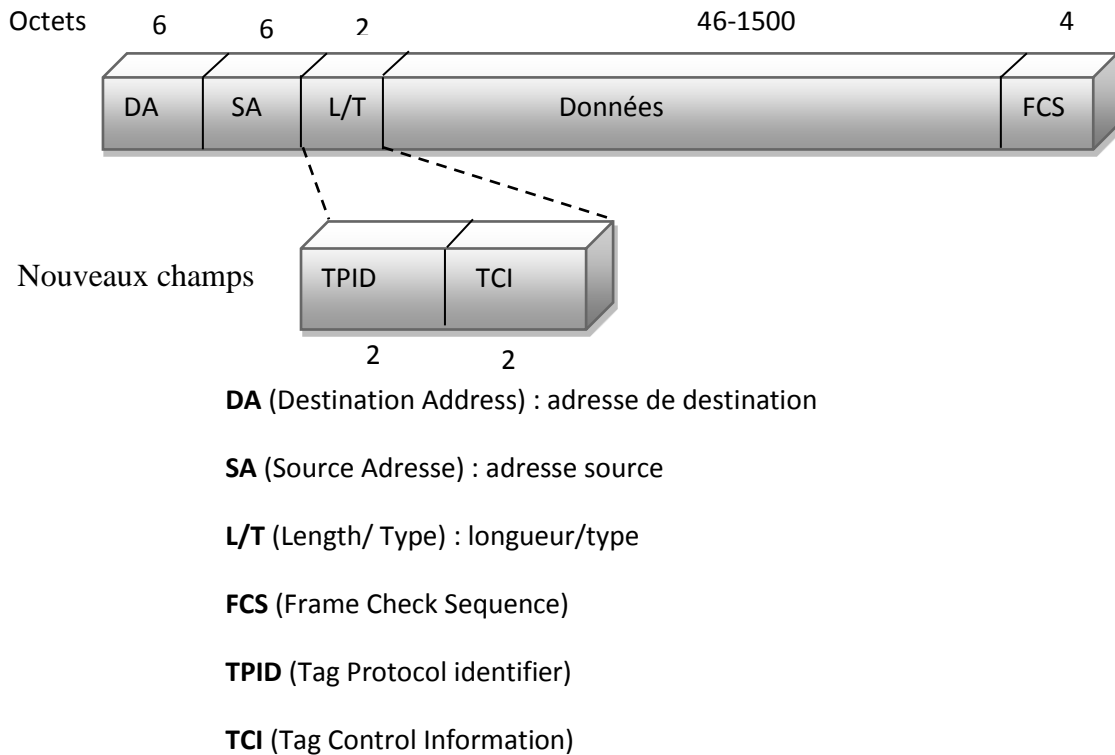 Octets 6 6 2 46-1500 4
DA SA L/T Données FCS
Nouveaux champs TPID TCI
2 2
DA (Destination Address) : adresse de destination
SA (Source Adresse) : adresse source
L/T (Length/ Type) : longueur/type
FCS (Frame Check Sequence)
TPID (Tag Protocol identifier)
TCI (Tag Control Information)